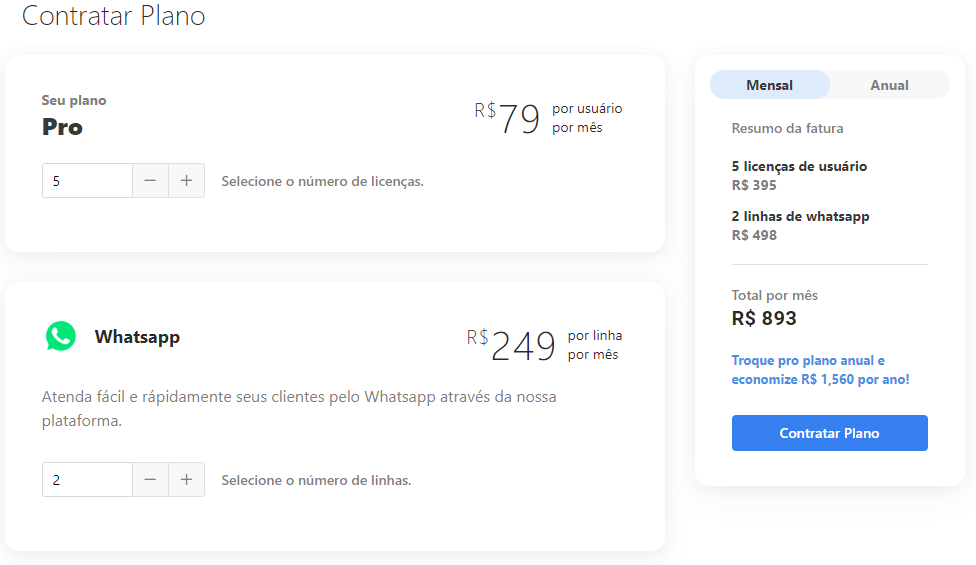 Contratar Plano
Seu plano
Pro
R$79 por usuário
por mês
5 − + Selecione o número de licenças.
Whatsapp
R$249 por linha
por mês
Atenda fácil e rápidamente seus clientes pelo Whatsapp através da nossa
plataforma.
2 − + Selecione o número de linhas.
Mensal Anual
Resumo da fatura
5 licenças de usuário
R$ 395
2 linhas de whatsapp
R$ 498
Total por mês
R$ 893
Troque pro plano anual e
economize R$ 1,560 por ano!
Contratar Plano